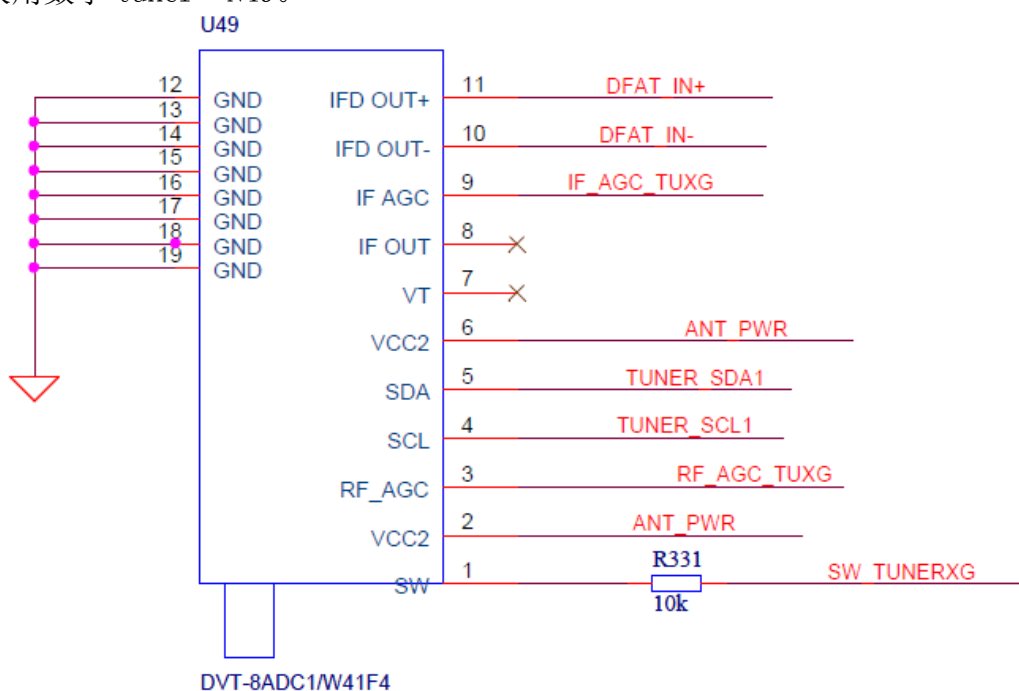 U49
12 GND IFD OUT+ 11 DFAT_IN+
13 GND
14 GND IFD OUT- 10 DFAT_IN-
15 GND
16 GND IF AGC 9 IF_AGC_TUXG
17 GND
18 GND IF OUT 8
19 GND
VT 7
VCC2 6 ANT_PWR
SDA 5 TUNER_SDA1
SCL 4 TUNER_SCL1
RF_AGC 3 RF_AGC_TUXG
VCC2 2 ANT_PWR
SW 1 R331 SW_TUNERXG
10k
DVT-8ADC1/W41F4